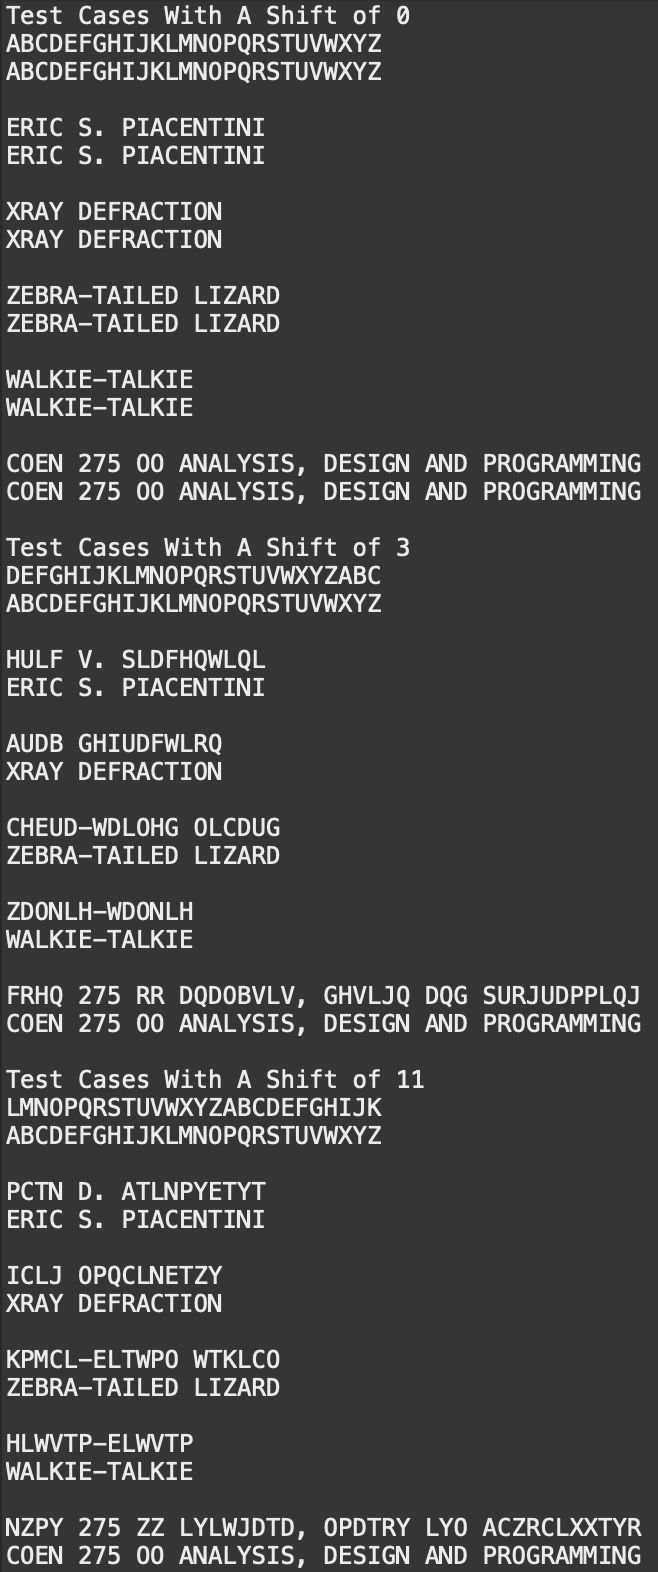 Test Cases With A Shift of 0
ABCDEFGHIJKLMNOPQRSTUVWXYZ
ABCDEFGHIJKLMNOPQRSTUVWXYZ
ERIC S. PIACENTINI
ERIC S. PIACENTINI
XRAY DEFRACTION
XRAY DEFRACTION
ZEBRA-TAILED LIZARD
ZEBRA-TAILED LIZARD
WALKIE-TALKIE
WALKIE-TALKIE
COEN 275 OO ANALYSIS, DESIGN AND PROGRAMMING
COEN 275 OO ANALYSIS, DESIGN AND PROGRAMMING
Test Cases With A Shift of 3
DEFGHIJKLMNOPQRSTUVWXYZABC
ABCDEFGHIJKLMNOPQRSTUVWXYZ
HULF V. SLDFHQWLQL
ERIC S. PIACENTINI
AUDB GHIUDFWLRQ
XRAY DEFRACTION
CHEUD-WDLOHG OLCDUG
ZEBRA-TAILED LIZARD
ZDONLH-WDONLH
WALKIE-TALKIE
FRHQ 275 RR DQDOBVLV, GHVLJQ DQG SURJUDPPLQJ
COEN 275 OO ANALYSIS, DESIGN AND PROGRAMMING
Test Cases With A Shift of 11
LMNOPQRSTUVWXYZABCDEFGHIJK
ABCDEFGHIJKLMNOPQRSTUVWXYZ
PCTN D. ATLNPYETYT
ERIC S. PIACENTINI
ICLJ OPQCLNETZY
XRAY DEFRACTION
KPMCL-ELTWPO WTKLCO
ZEBRA-TAILED LIZARD
HLWVTP-ELWVTP
WALKIE-TALKIE
NZPY 275 ZZ LYLWJDTD, OPDTRY LYO ACZRCLXXTYR
COEN 275 OO ANALYSIS, DESIGN AND PROGRAMMING